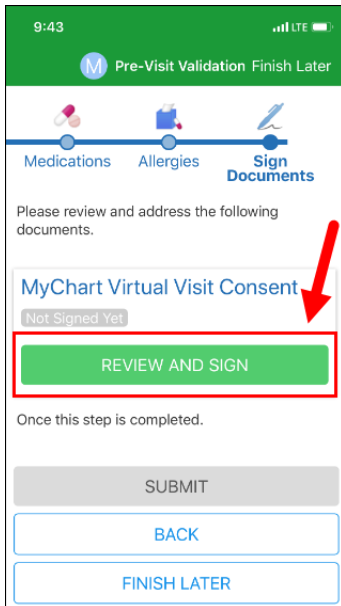 9:43 LTE
M Pre-Visit Validation Finish Later
Medications Allergies Sign
Documents
Please review and address the following
documents.
MyChart Virtual Visit Consent
Not Signed Yet
REVIEW AND SIGN
Once this step is completed.
SUBMIT
BACK
FINISH LATER